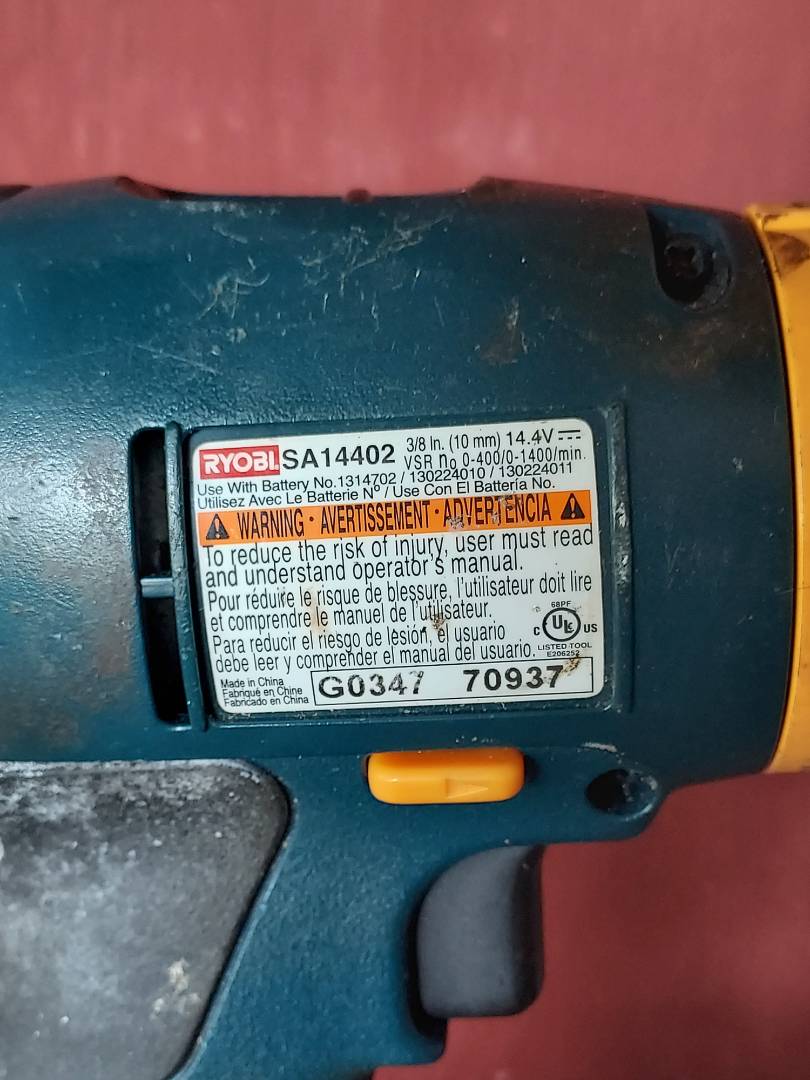 RYOBI SA14402 3/8 In. (10 mm) 14.4V
VSR no 0-400/0-1400/min.
Use With Battery No.1314702 / 130224010 / 130224011
Utilisez Avec Le Batterie N° / Use Con El Batería No.
WARNING · AVERTISSEMENT · ADVERTENCIA
To reduce the risk of injury, user must read
and understand operator's manual.
Pour réduire le risque de blessure, l'utilisateur doit lire
et comprendre le manuel de l'utilisateur.
Para reducir el riesgo de lesión, el usuario
debe leer y comprender el manual del usuario.
68PF
C UL US
LISTED TOOL
E206252
Made in China
Fabriqué en Chine
Fabricado en China
G0347 70937